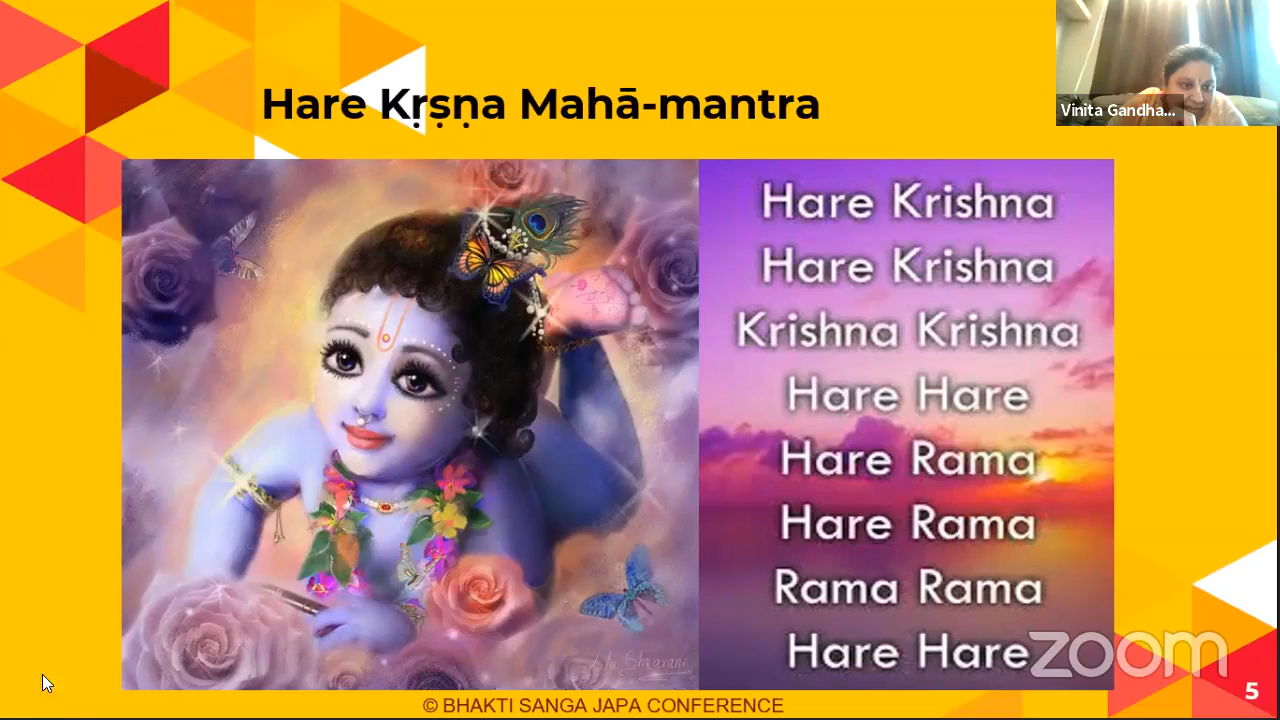 Hare Kṛṣṇa Mahā-mantra
Vinita Gandha...
Hare Krishna
Hare Krishna
Krishna Krishna
Hare Hare
Hare Rama
Hare Rama
Rama Rama
Hare Hare
zoom
© BHAKTI SANGA JAPA CONFERENCE
5